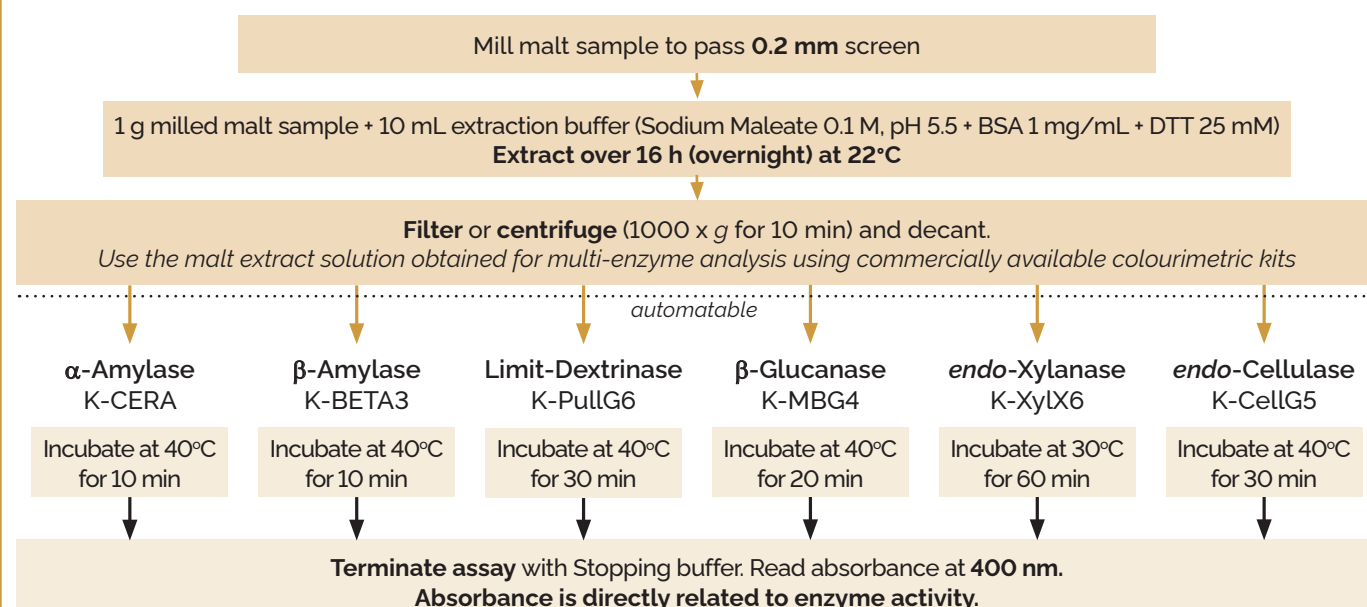 Mill malt sample to pass 0.2 mm screen
1 g milled malt sample + 10 mL extraction buffer (Sodium Maleate 0.1 M, pH 5.5 + BSA 1 mg/mL + DTT 25 mM)
Extract over 16 h (overnight) at 22°C
Filter or centrifuge (1000 x g for 10 min) and decant.
Use the malt extract solution obtained for multi-enzyme analysis using commercially available colourimetric kits
automatable
α-Amylase
K-CERA
Incubate at 40ºC
for 10 min
β-Amylase
K-BETA3
Incubate at 40ºC
for 10 min
Limit-Dextrinase
K-PullG6
Incubate at 40ºC
for 30 min
β-Glucanase
K-MBG4
Incubate at 40ºC
for 20 min
endo-Xylanase
K-XylX6
Incubate at 30ºC
for 60 min
endo-Cellulase
K-CellG5
Incubate at 40ºC
for 30 min
Terminate assay with Stopping buffer. Read absorbance at 400 nm.
Absorbance is directly related to enzyme activity.